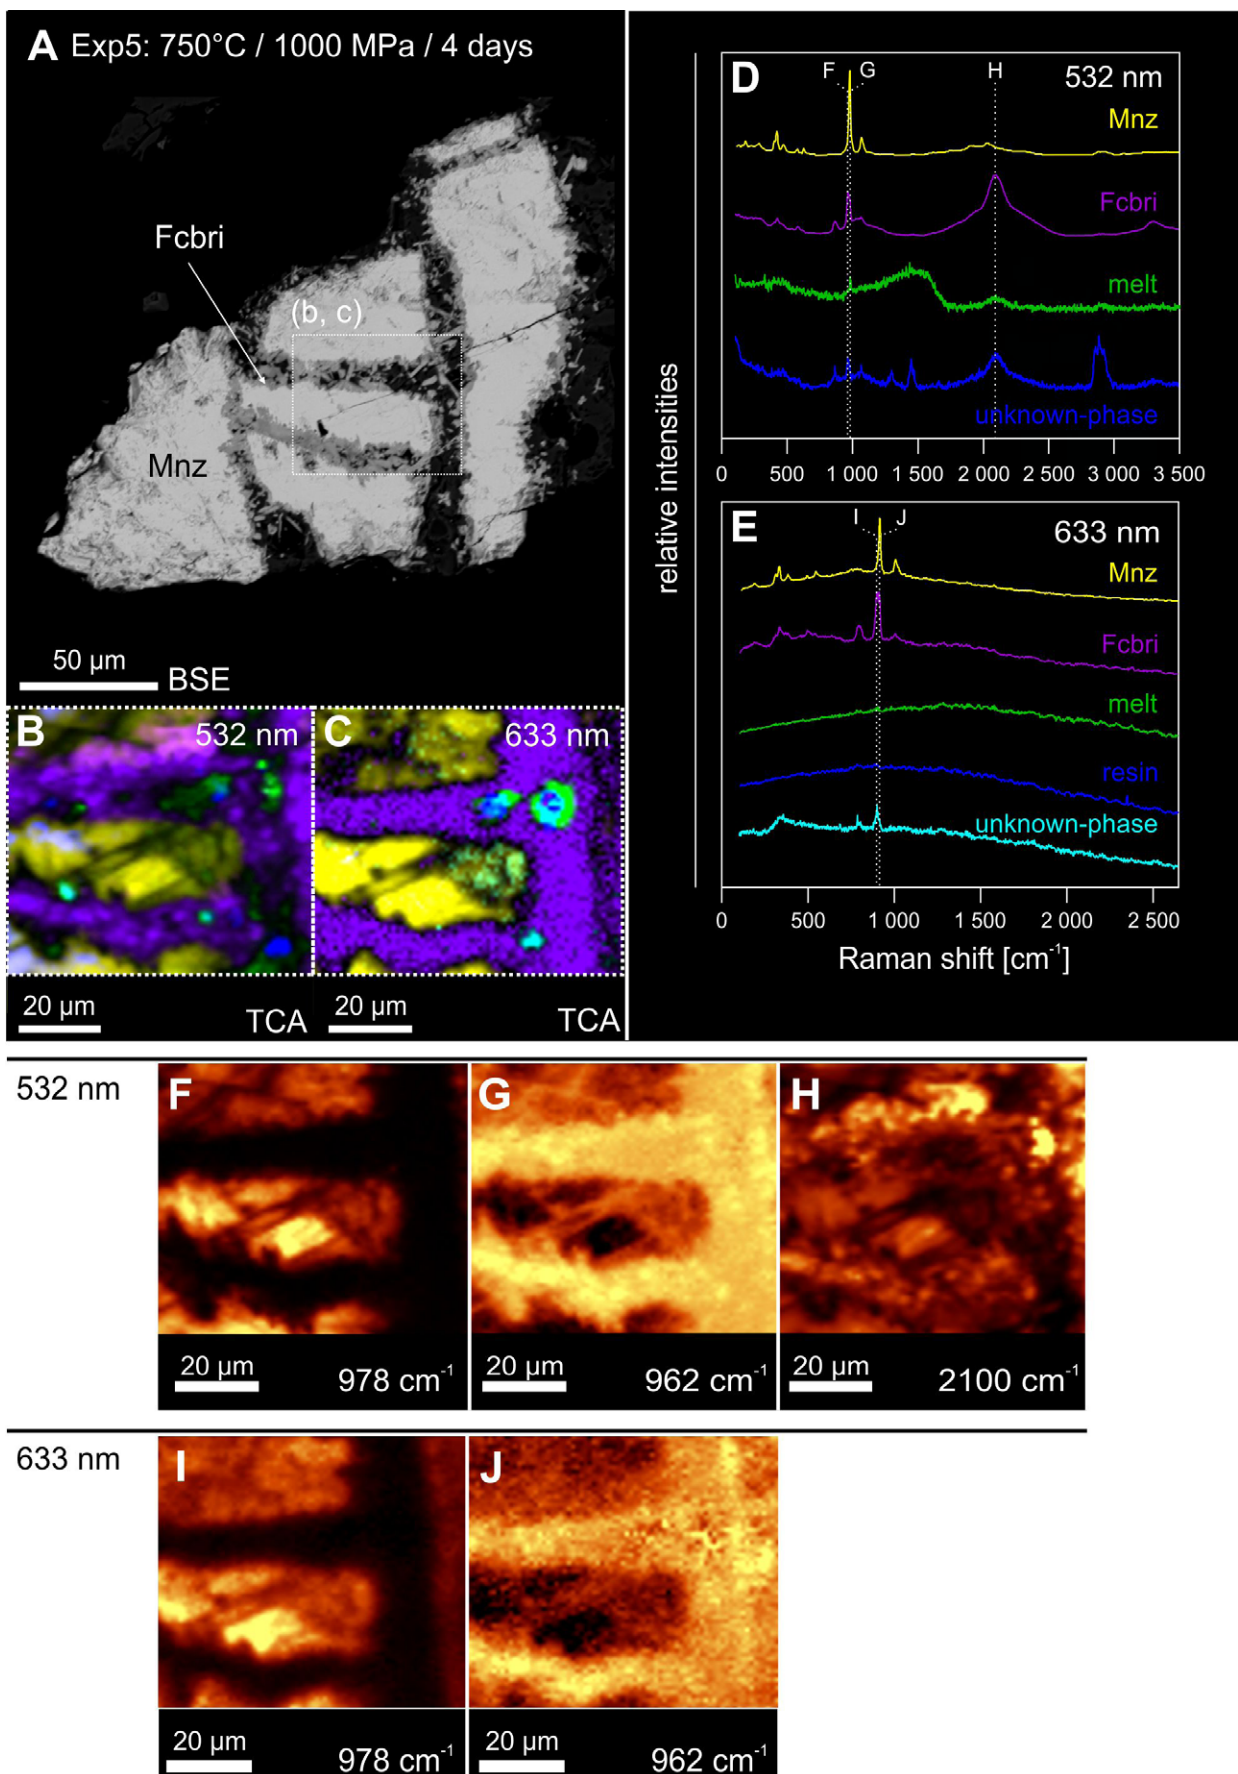 A Exp5: 750°C / 1000 MPa / 4 days
Fcbri
(b, c)
Mnz
50 µm
BSE
B 532 nm
20 µm
TCA
C 633 nm
20 µm
TCA
relative intensities
D F G H 532 nm
Mnz
Fcbri
melt
unknown-phase
0 500 1 000 1 500 2 000 2 500 3 000 3 500
E I J 633 nm
Mnz
Fcbri
melt
resin
unknown-phase
0 500 1 000 1 500 2 000 2 500
Raman shift [cm-1]
532 nm
F
20 µm
978 cm-1
G
20 µm
962 cm-1
H
20 µm
2100 cm-1
633 nm
I
20 µm
978 cm-1
J
20 µm
962 cm-1